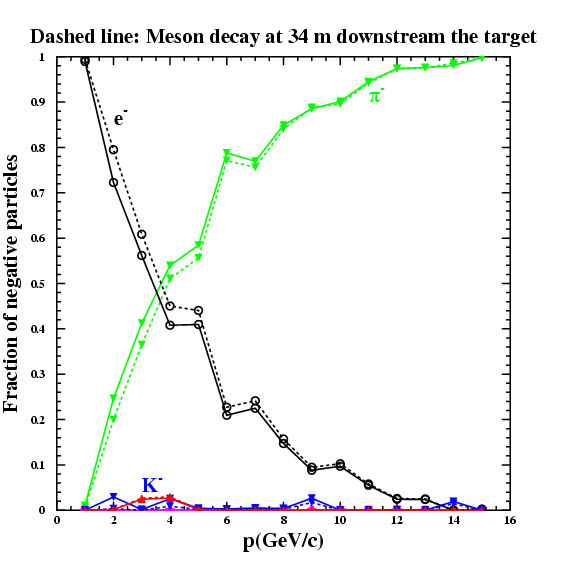 Dashed line: Meson decay at 34 m downstream the target
Fraction of negative particles
1
0.9
0.8
0.7
0.6
0.5
0.4
0.3
0.2
0.1
0
e-
π-
K-
0 2 4 6 8 10 12 14 16
p(GeV/c)